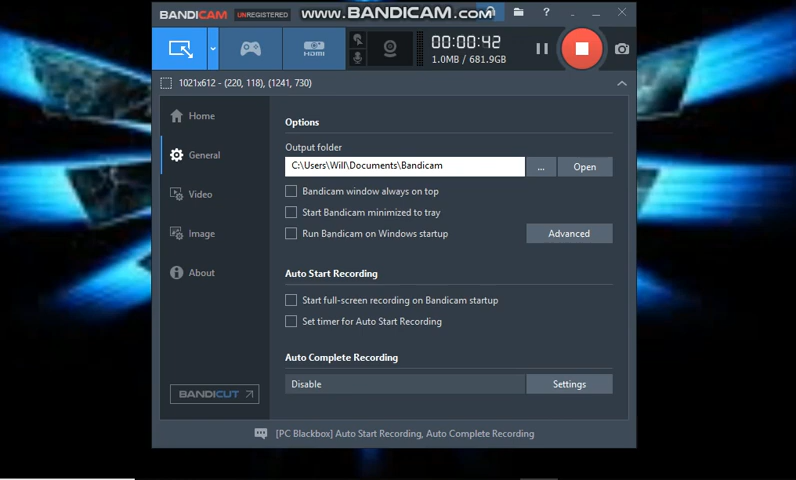 BANDICAM UNREGISTERED www.BANDICAM.com ?
HDMI
00:00:42
1.0MB / 681.9GB
1021x612 - (220, 118), (1241, 730)
Home
General
Video
Image
About
BANDICUT
Options
Output folder
C:\Users\Will\Documents\Bandicam ... Open
Bandicam window always on top
Start Bandicam minimized to tray
Run Bandicam on Windows startup Advanced
Auto Start Recording
Start full-screen recording on Bandicam startup
Set timer for Auto Start Recording
Auto Complete Recording
Disable Settings
[PC Blackbox] Auto Start Recording, Auto Complete Recording